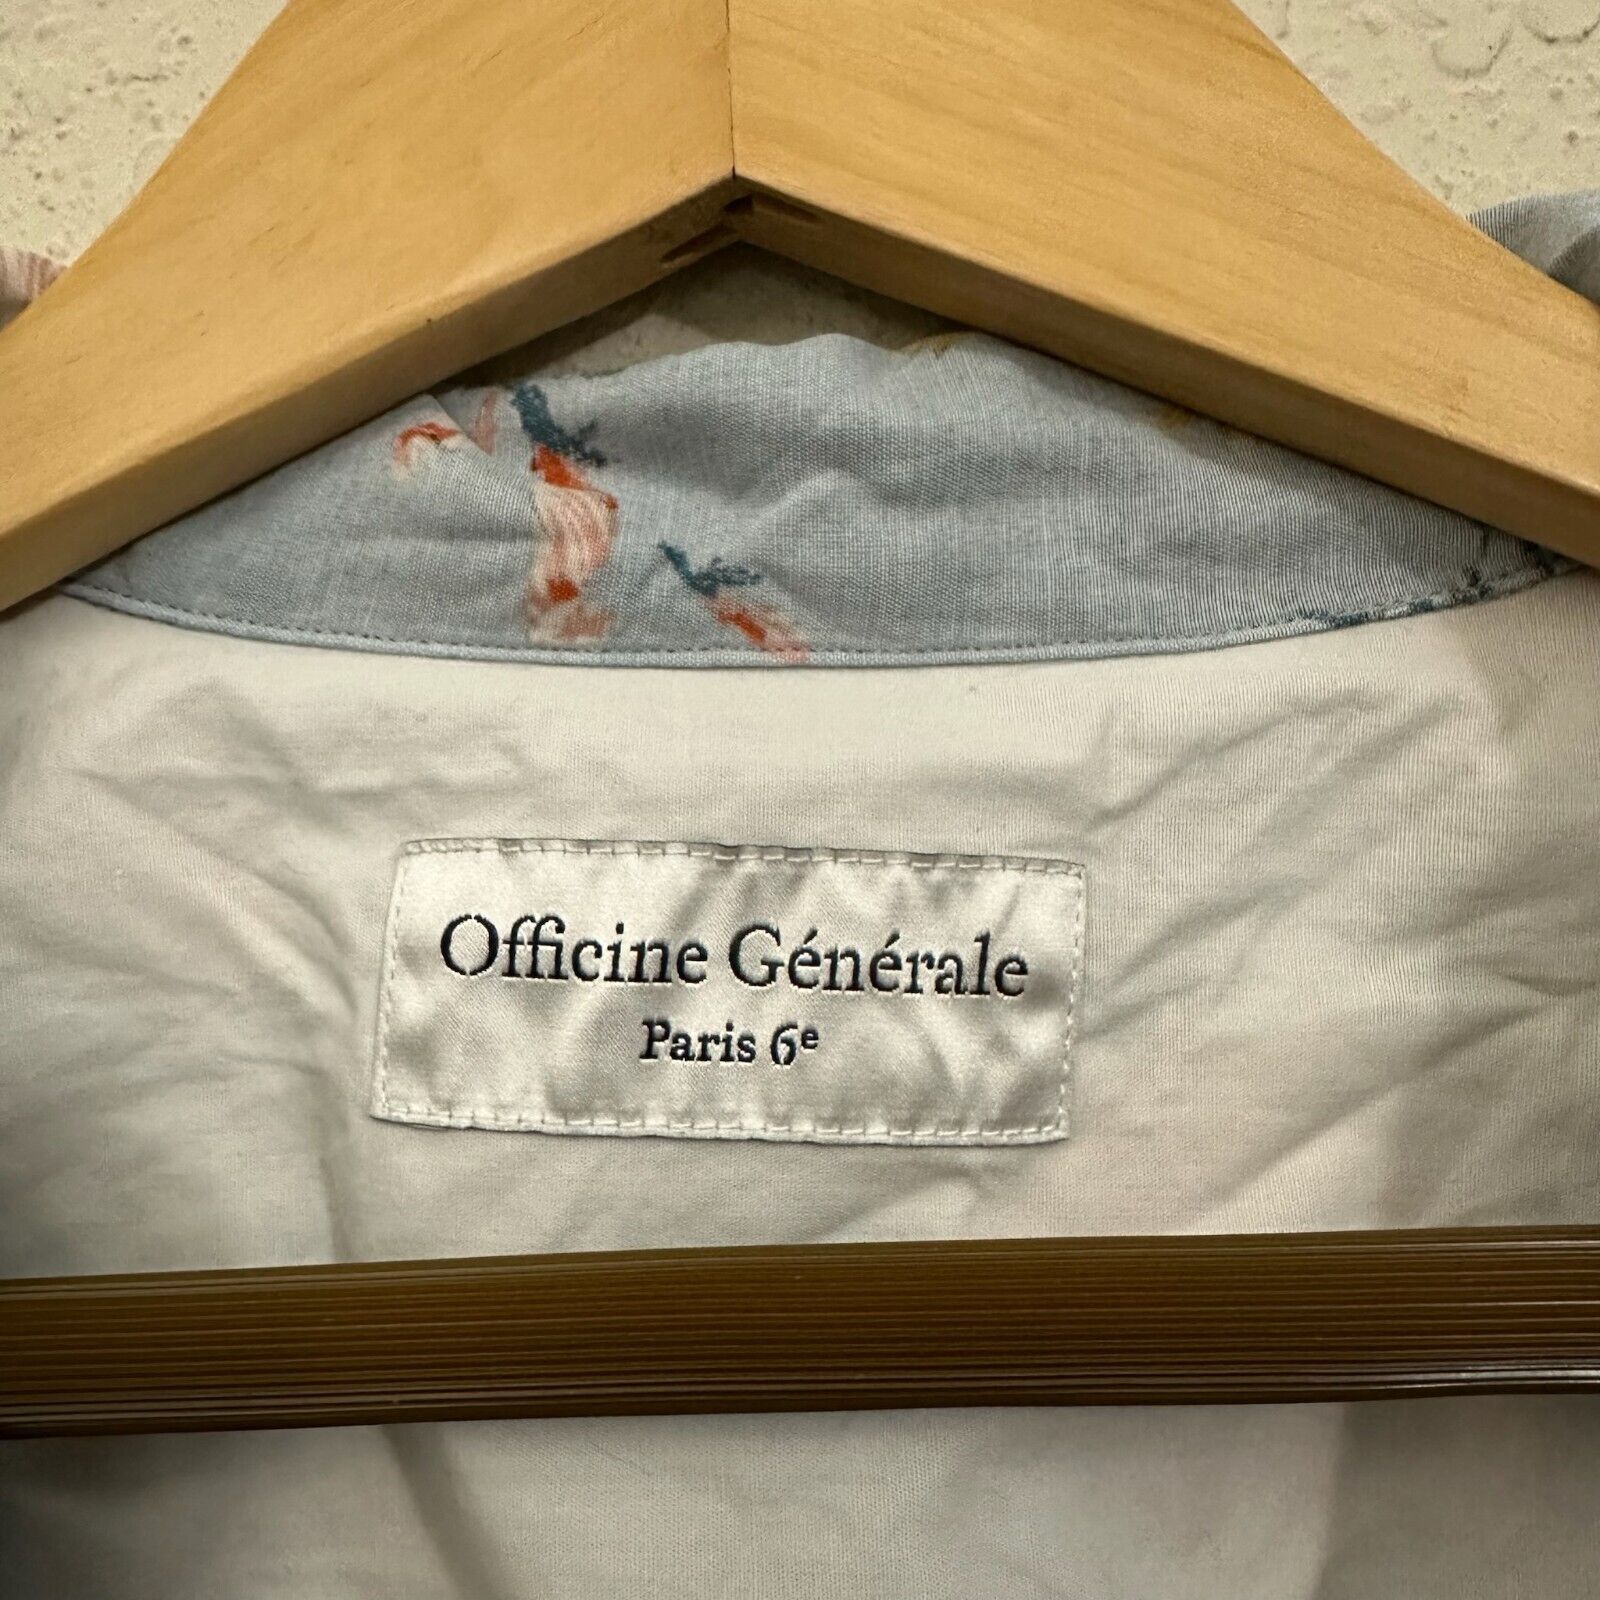 Officine Générale
Paris 6ᵉ